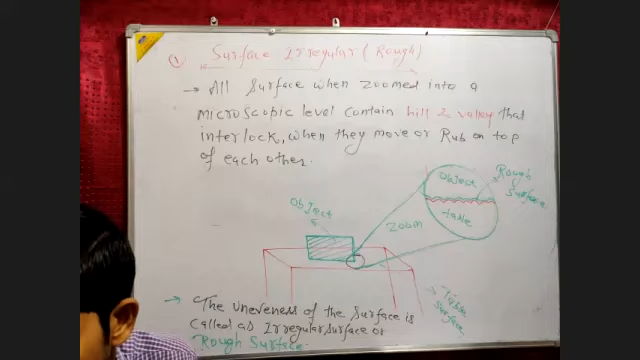 ① Surface Irregular (Rough)
→ All Surface when zoomed into a
microscopic level contain hill & valley that
interlock, when they move or Rub on top
of each other.
Object
zoom
Object
table
Rough
Surface
Table
Surface
→ The uneveness of the surface is
called as Irregular surface or
Rough Surface.